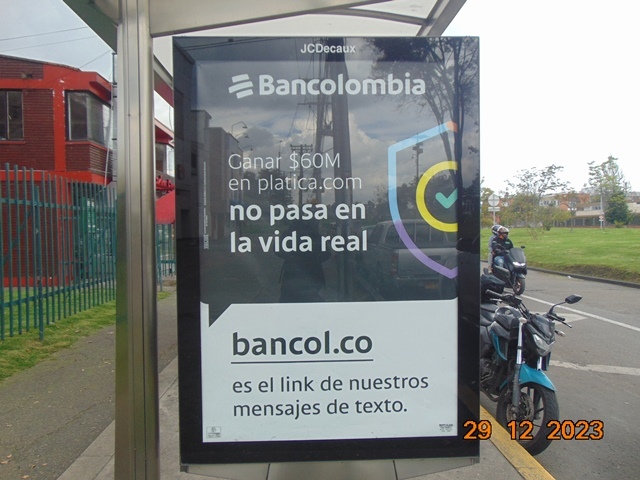 JCDecaux
Bancolombia
Ganar $60M
en platica.com
no pasa en
la vida real
bancol.co
es el link de nuestros
mensajes de texto.
29 12 2023